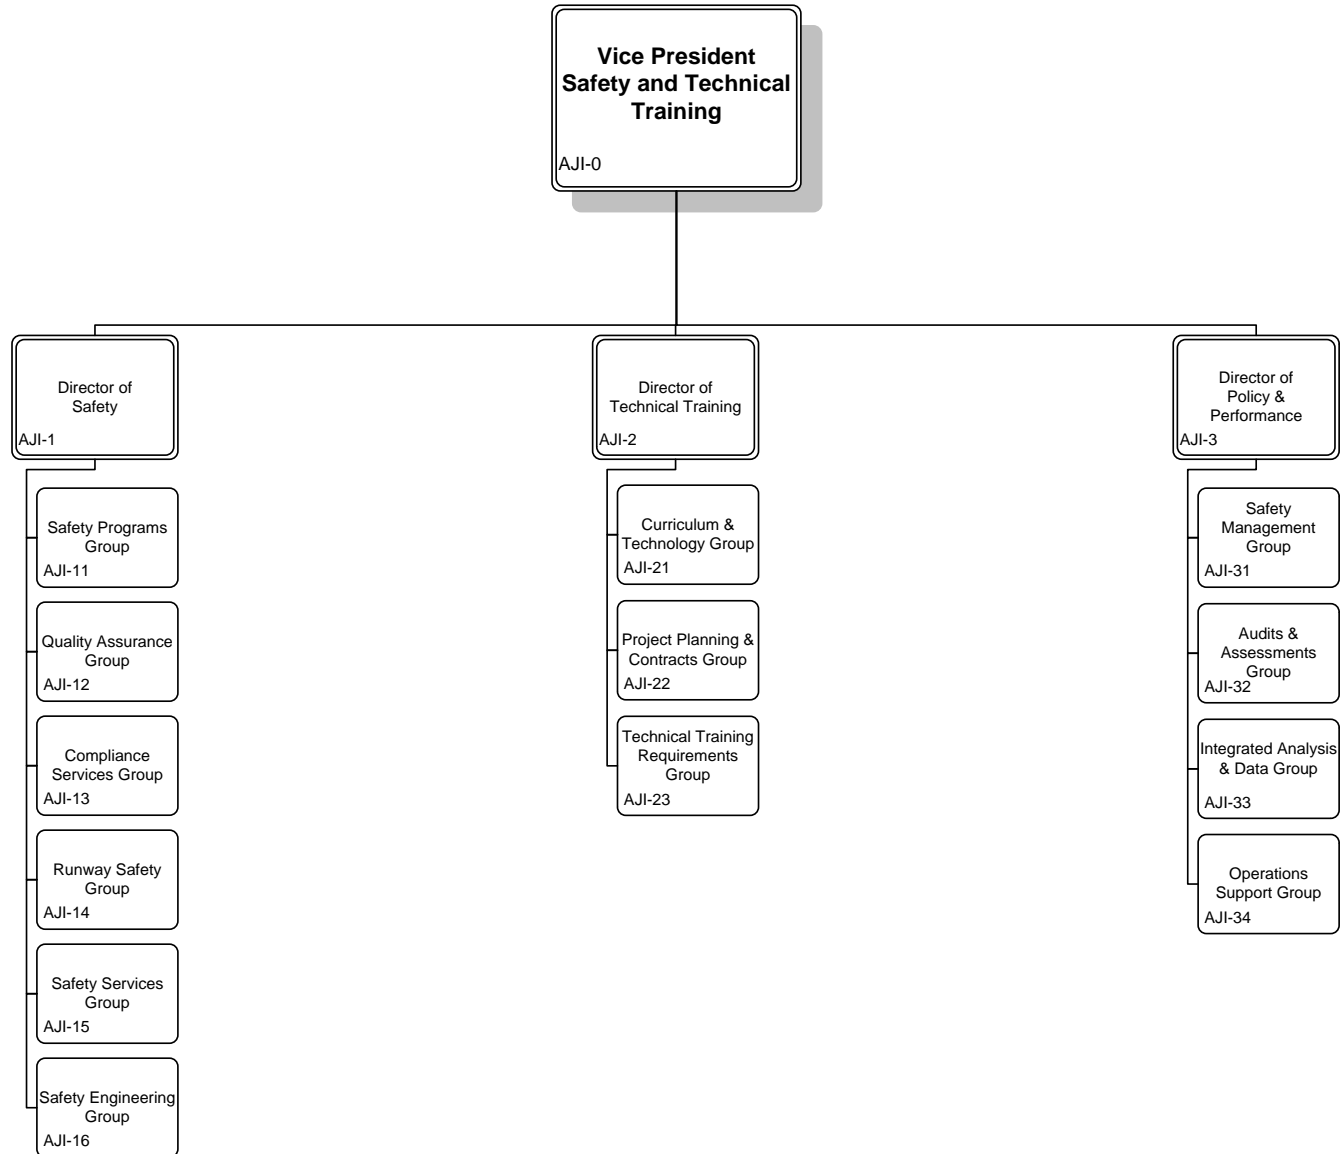 Vice President
Safety and Technical
Training
AJI-0
Director of
Safety
AJI-1
Director of
Technical Training
AJI-2
Director of
Policy &
Performance
AJI-3
Safety Programs
Group
AJI-11
Quality Assurance
Group
AJI-12
Compliance
Services Group
AJI-13
Runway Safety
Group
AJI-14
Safety Services
Group
AJI-15
Safety Engineering
Group
AJI-16
Curriculum &
Technology Group
AJI-21
Project Planning &
Contracts Group
AJI-22
Technical Training
Requirements
Group
AJI-23
Safety
Management
Group
AJI-31
Audits &
Assessments
Group
AJI-32
Integrated Analysis
& Data Group
AJI-33
Operations
Support Group
AJI-34